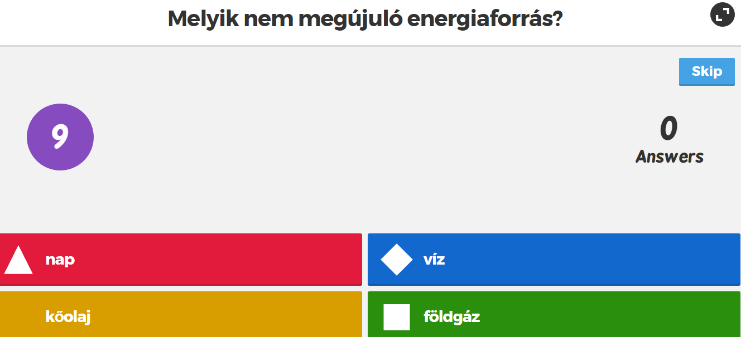 Melyik nem megújuló energiaforrás?
Skip
9
0
Answers
nap
víz
kőolaj
földgáz